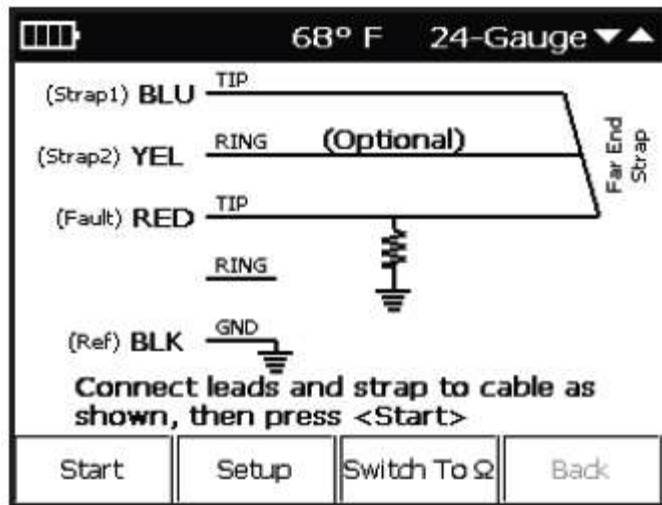 68° F 24-Gauge
(Strap1) BLU TIP
(Strap2) YEL RING (Optional)
Far End Strap
(Fault) RED TIP
RING
(Ref) BLK GND
Connect leads and strap to cable as
shown, then press <Start>
Start Setup Switch To Ω Back